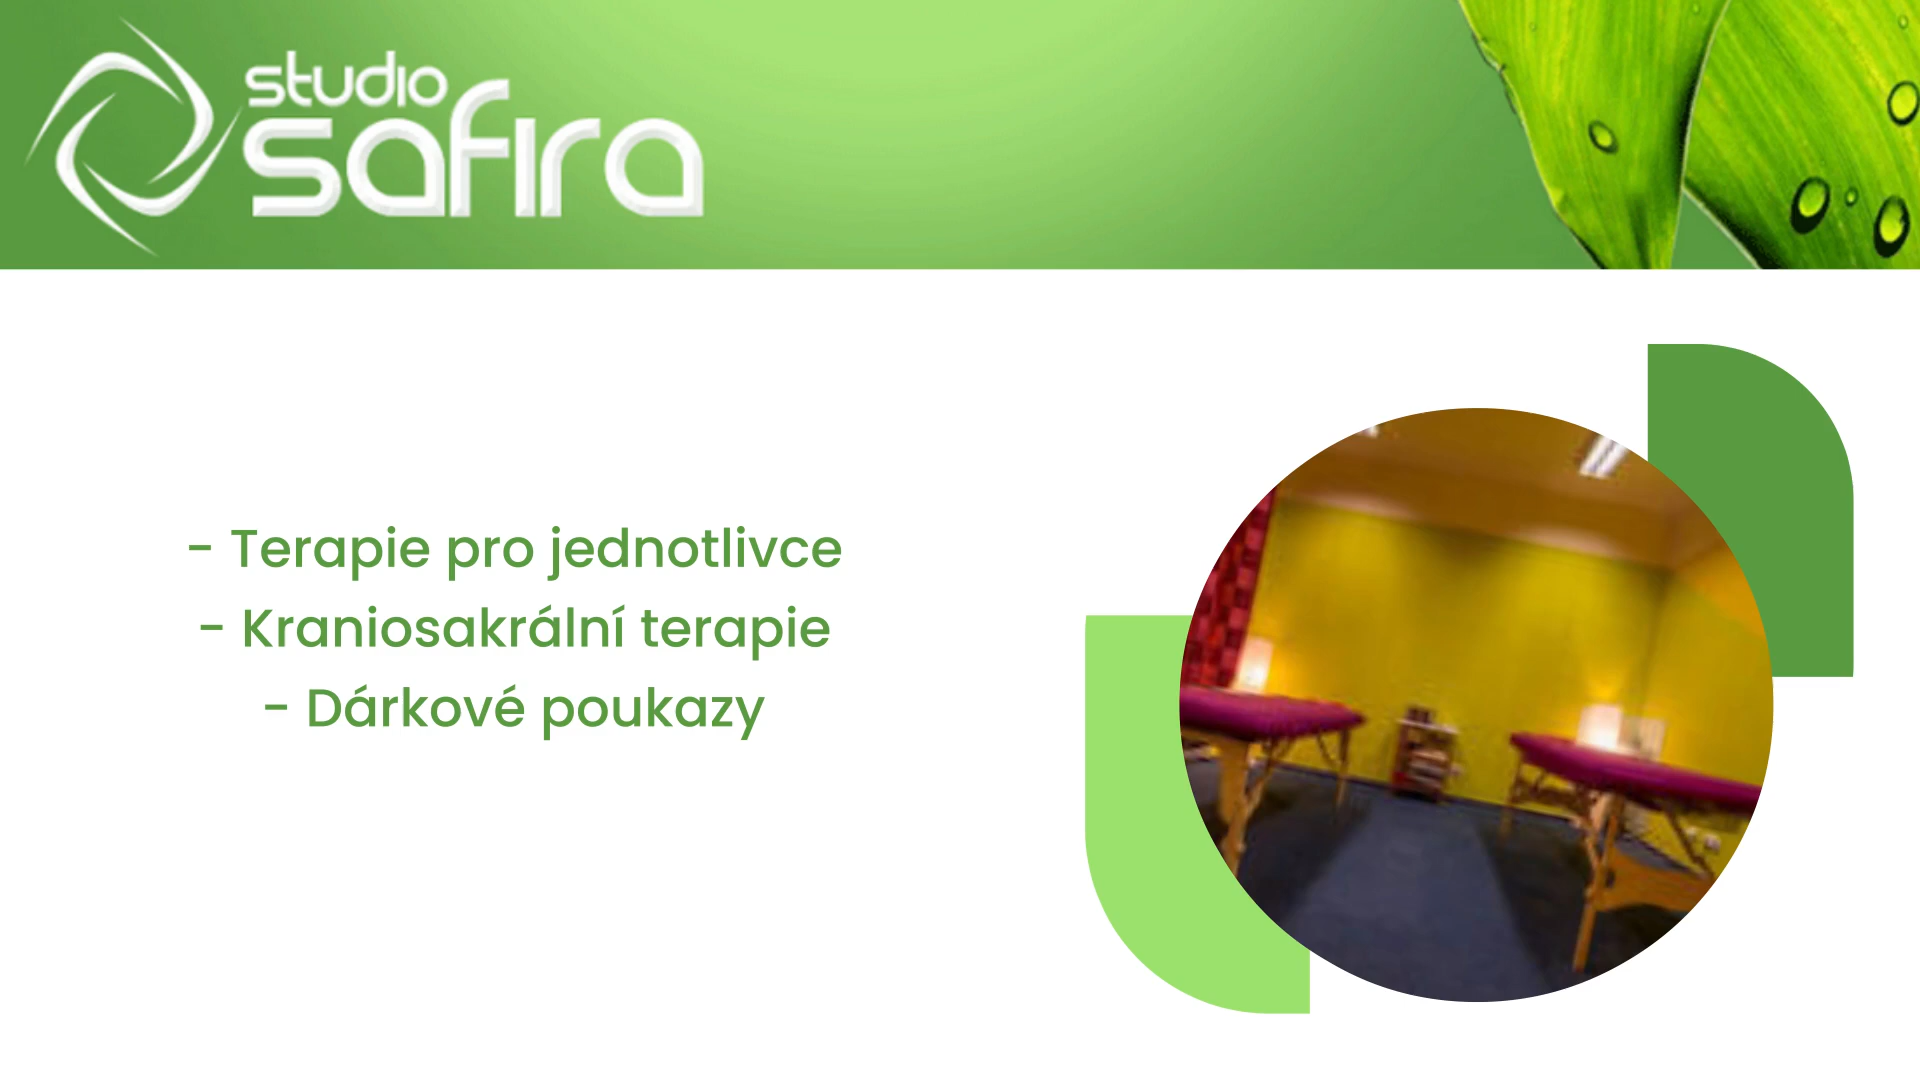 studio
safira
- Terapie pro jednotlivce
- Kraniosakrální terapie
- Dárkové poukazy